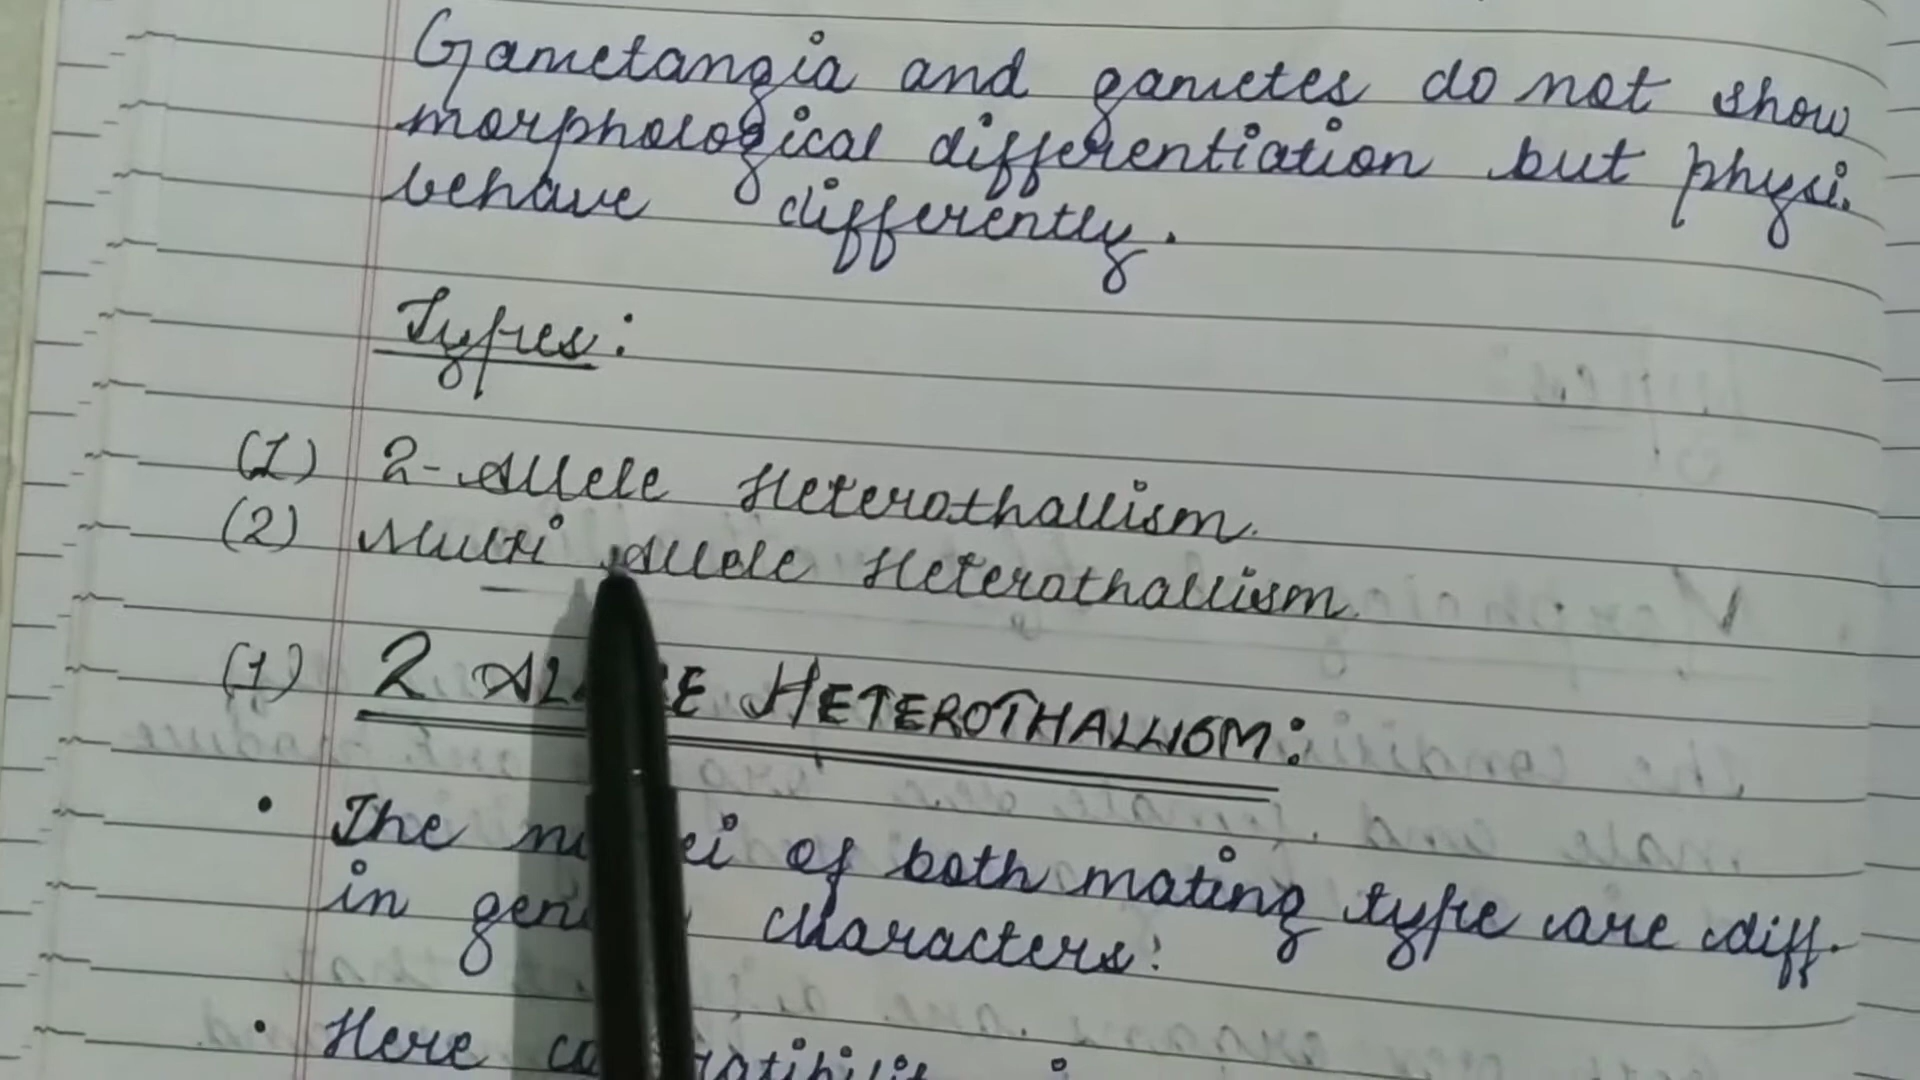 Gametangia and gametes do not show
morphological differentiation but physi.
behave differently.
Types:
(1) 2-Allele Heterothallism.
(2) Multi Allele Heterothallism.
(1) 2 HETEROTHALLISM:
• The of both mating type are diff.
in characters:
• Here